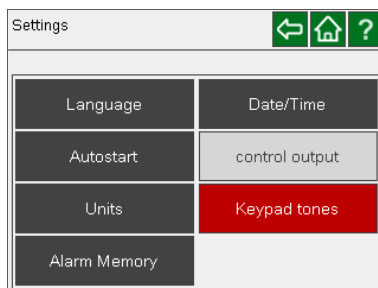 Settings ?
Language Date/Time
Autostart control output
Units Keypad tones
Alarm Memory